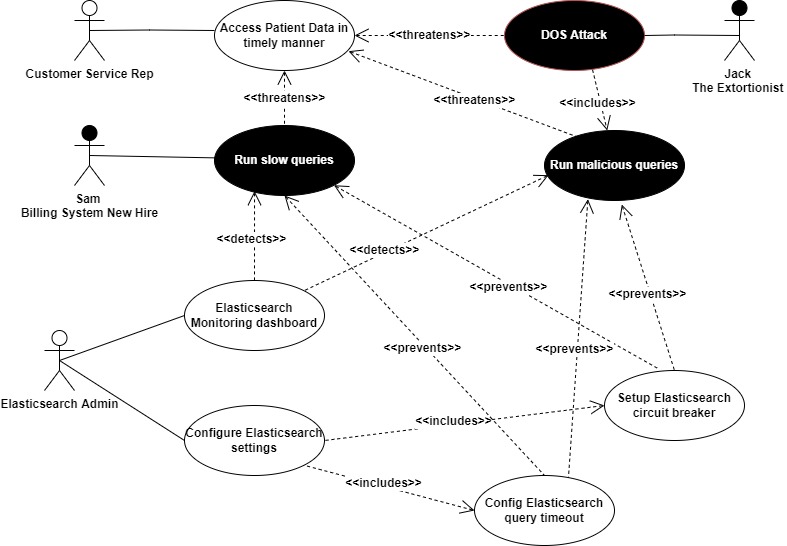 Access Patient Data in
timely manner
<<threatens>>
DOS Attack
Customer Service Rep
Jack
The Extortionist
<<threatens>>
<<threatens>>
<<includes>>
Run slow queries
Run malicious queries
Sam
Billing System New Hire
<<detects>>
<<detects>>
<<prevents>>
<<prevents>>
Elasticsearch
Monitoring dashboard
<<prevents>>
<<prevents>>
Elasticsearch Admin
Setup Elasticsearch
circuit breaker
<<includes>>
Configure Elasticsearch
settings
<<includes>>
Config Elasticsearch
query timeout